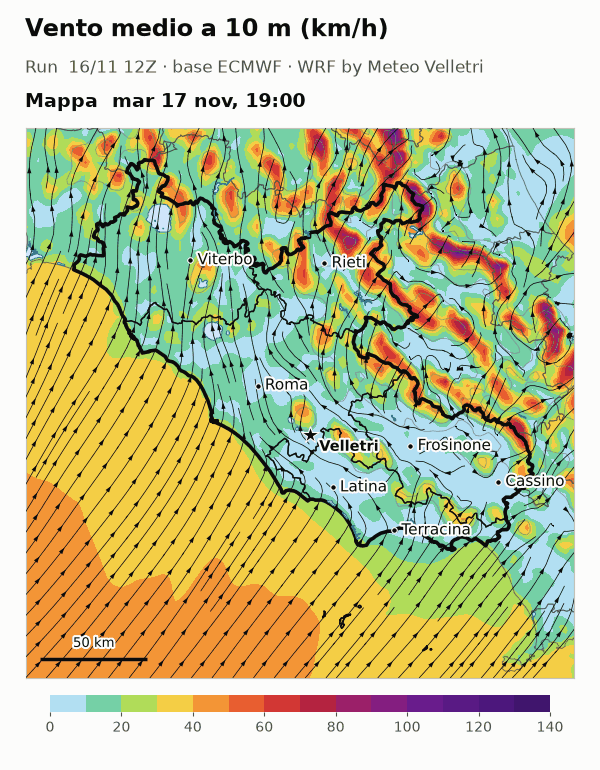 Vento medio a 10 m (km/h)
Run 16/11 12Z · base ECMWF · WRF by Meteo Velletri
Mappa mar 17 nov, 19:00
Viterbo
Rieti
Roma
Velletri
Frosinone
Latina
Cassino
Terracina
50 km
0 20 40 60 80 100 120 140